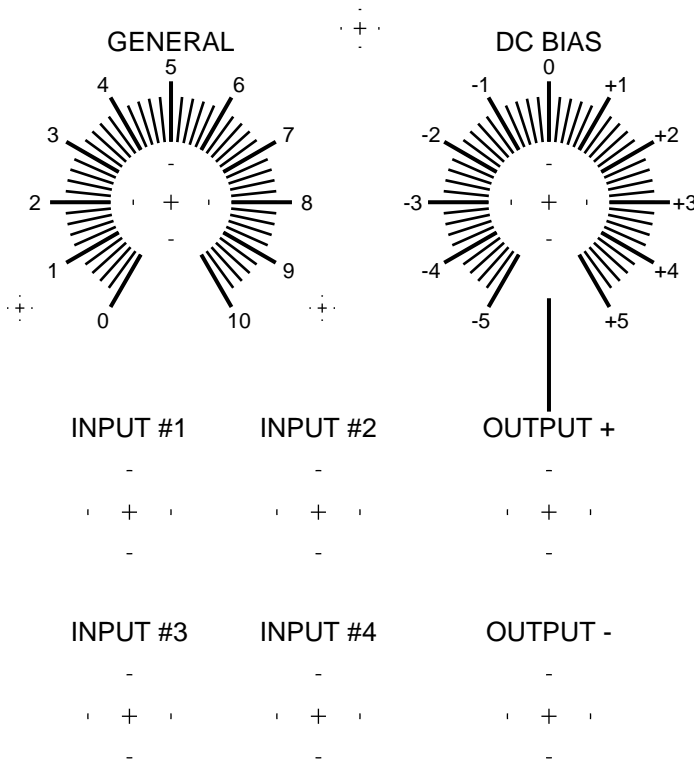 GENERAL
0
1
2
3
4
5
6
7
8
9
10
DC BIAS
-5
-4
-3
-2
-1
0
+1
+2
+3
+4
+5
INPUT #1
INPUT #2
OUTPUT +
INPUT #3
INPUT #4
OUTPUT -